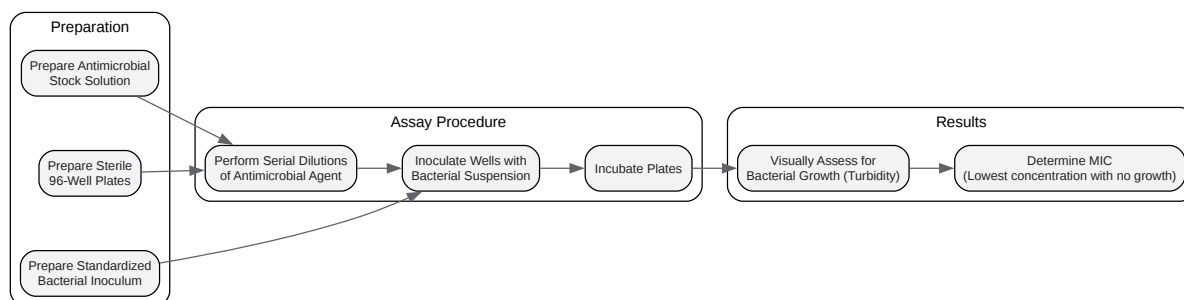 Preparation
Prepare Antimicrobial
Stock Solution
Prepare Sterile
96-Well Plates
Prepare Standardized
Bacterial Inoculum
Assay Procedure
Perform Serial Dilutions
of Antimicrobial Agent
Inoculate Wells with
Bacterial Suspension
Incubate Plates
Results
Visually Assess for
Bacterial Growth (Turbidity)
Determine MIC
(Lowest concentration with no growth)